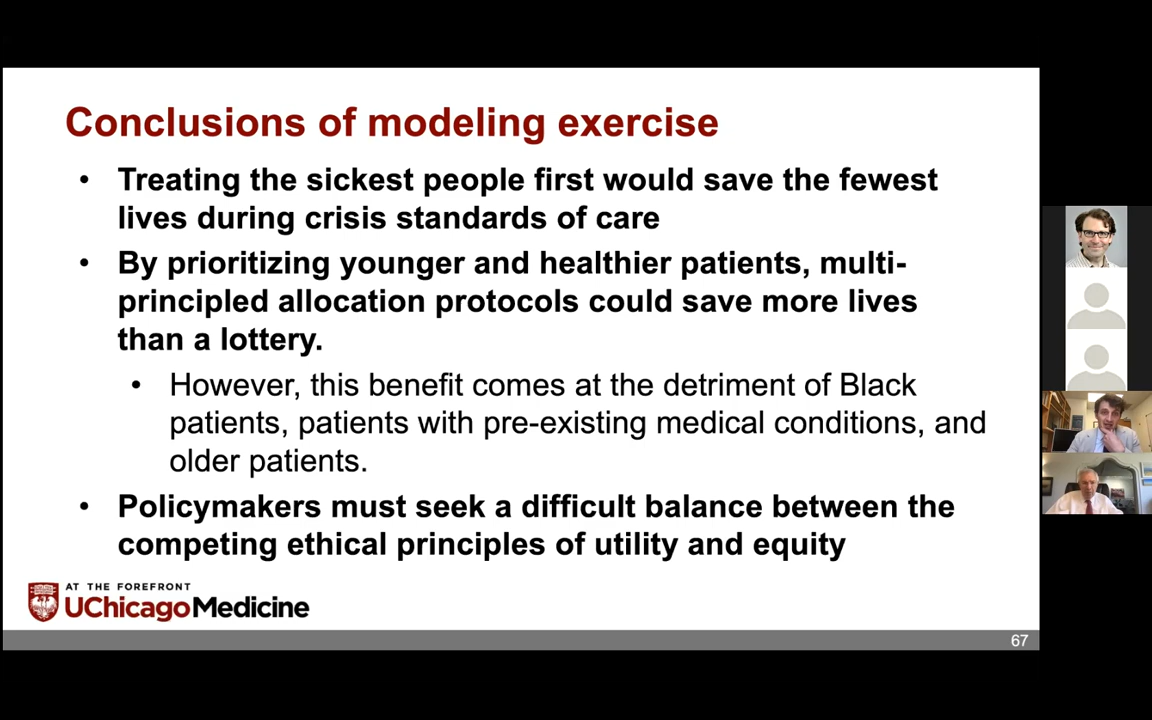 Conclusions of modeling exercise
• Treating the sickest people first would save the fewest
lives during crisis standards of care
• By prioritizing younger and healthier patients, multi-
principled allocation protocols could save more lives
than a lottery.
• However, this benefit comes at the detriment of Black
patients, patients with pre-existing medical conditions, and
older patients.
• Policymakers must seek a difficult balance between the
competing ethical principles of utility and equity
AT THE FOREFRONT
UChicagoMedicine
67